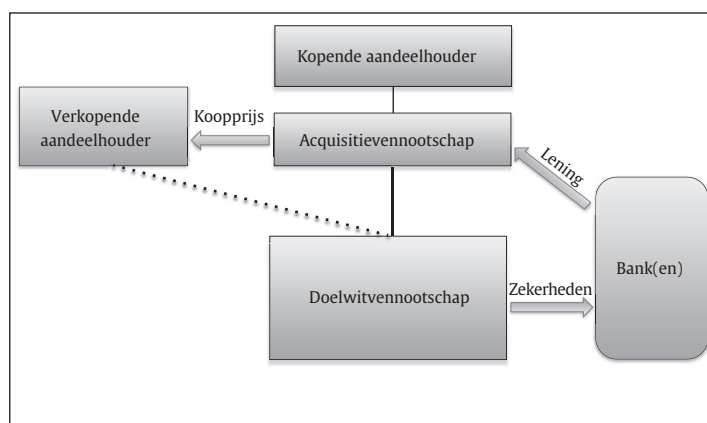 Kopende aandeelhouder
Verkopende
aandeelhouder
Koopprijs
Acquisitievennootschap
Lening
Bank(en)
Doelwitvennootschap
Zekerheden